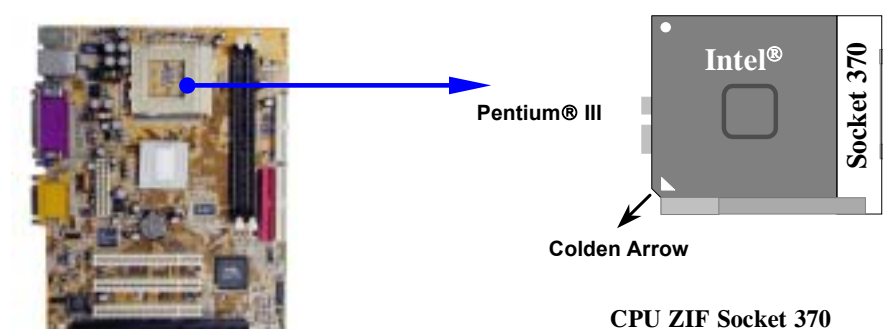 Intel®
Socket 370
Pentium® III
Colden Arrow
CPU ZIF Socket 370